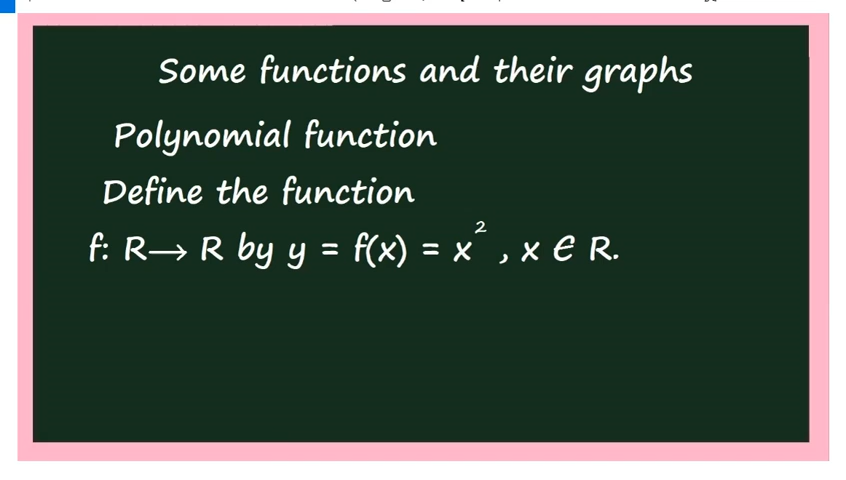 Some functions and their graphs
Polynomial function
Define the function
f: R⟶ R by y = f(x) = x² , x ∈ R.